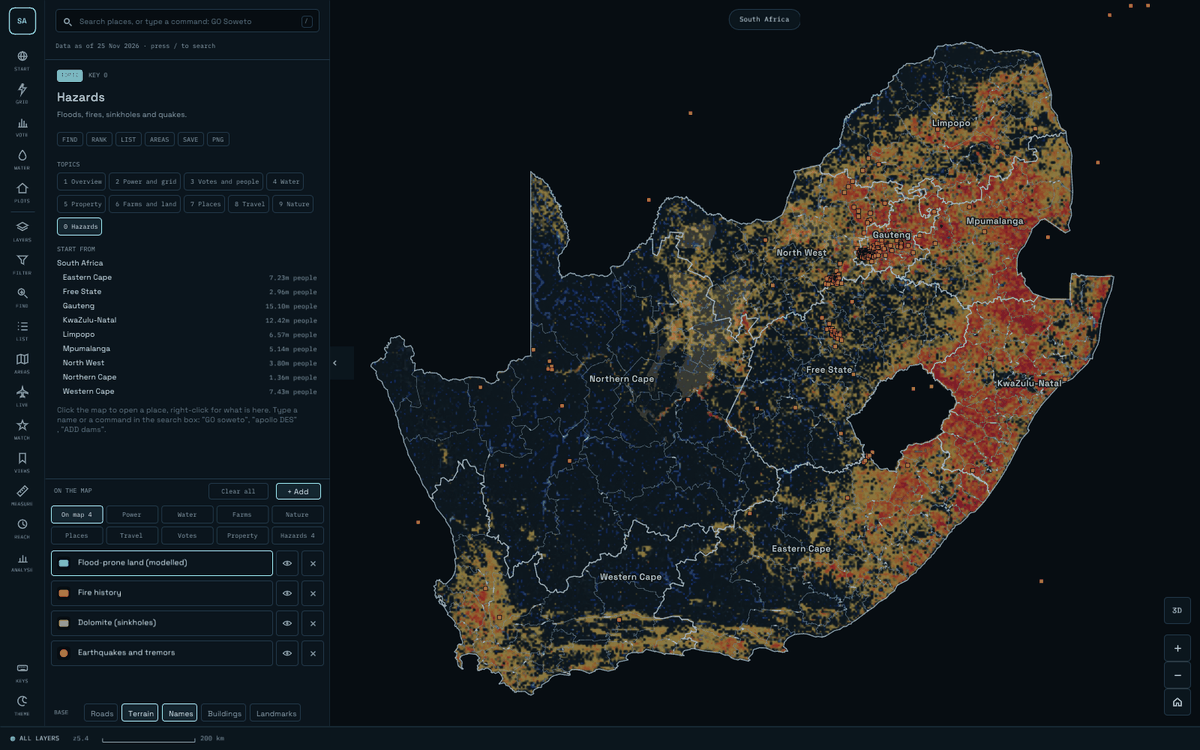 SA
START
GRID
VOTE
WATER
PLOTS
LAYERS
FILTER
FIND
LIST
AREAS
LIVE
WATCH
VIEWS
MEASURE
REACH
ANALYSE
KEYS
THEME
Search places, or type a command: GO Soweto /
Data as of 25 Nov 2026 · press / to search
TOPIC KEY 0
Hazards
Floods, fires, sinkholes and quakes.
FIND RANK LIST AREAS SAVE PNG
TOPICS
1 Overview 2 Power and grid 3 Votes and people 4 Water
5 Property 6 Farms and land 7 Places 8 Travel 9 Nature
0 Hazards
START FROM
South Africa
Eastern Cape 7.23m people
Free State 2.96m people
Gauteng 15.10m people
KwaZulu-Natal 12.42m people
Limpopo 6.57m people
Mpumalanga 5.14m people
North West 3.80m people
Northern Cape 1.36m people
Western Cape 7.43m people
Click the map to open a place, right-click for what is here. Type a
name or a command in the search box: "GO soweto", "apollo DES"
, "ADD dams".
ON THE MAP Clear all + Add
On map 4 Power Water Farms Nature
Places Travel Votes Property Hazards 4
Flood-prone land (modelled)
Fire history
Dolomite (sinkholes)
Earthquakes and tremors
BASE Roads Terrain Names Buildings Landmarks
ALL LAYERS z5.4 200 km
South Africa
Limpopo
Mpumalanga
Gauteng
North West
Free State
KwaZulu-Natal
Northern Cape
Eastern Cape
Western Cape
3D
+
−